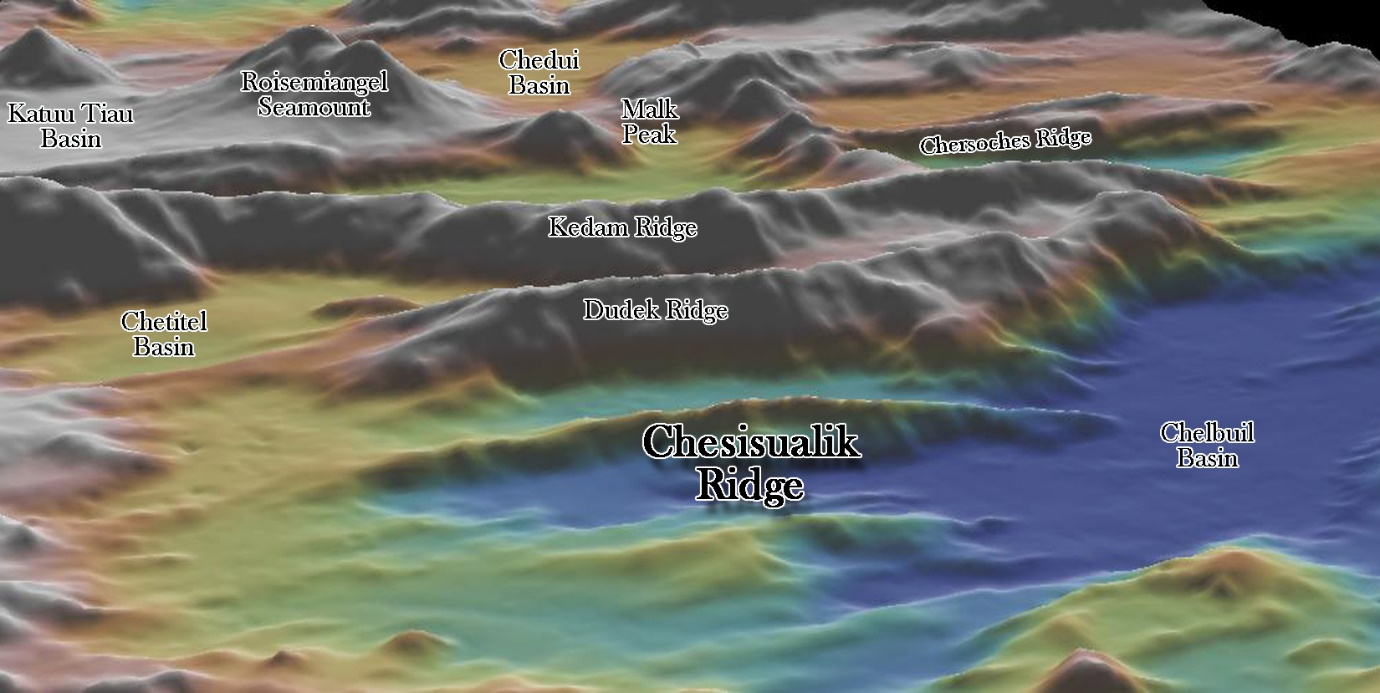 Chedui
Basin
Roisemiangel
Seamount
Katuu Tiau
Basin
Malk
Peak
Chersoches Ridge
Kedam Ridge
Dudek Ridge
Chetitel
Basin
Chesisualik
Ridge
Chelbuil
Basin